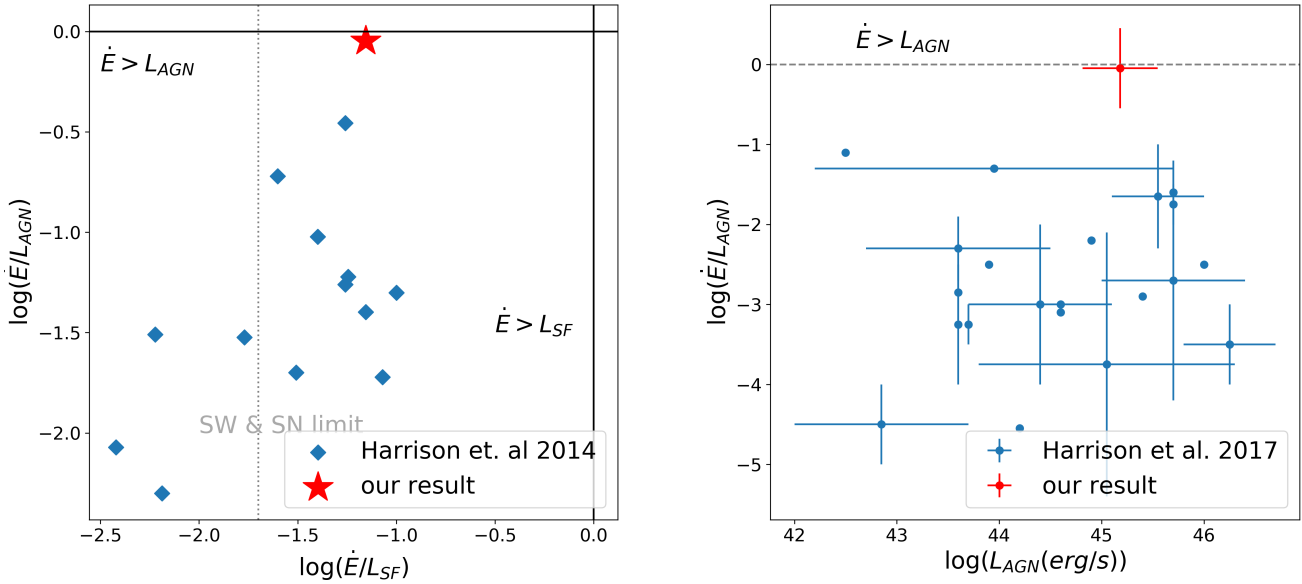 0.0
−0.5
−1.0
−1.5
−2.0
log(Ė/L_AGN)
Ė > L_AGN
Ė > L_SF
SW & SN limit
Harrison et. al 2014
our result
−2.5 −2.0 −1.5 −1.0 −0.5 0.0
log(Ė/L_SF)
0
−1
−2
−3
−4
−5
log(Ė/L_AGN)
Ė > L_AGN
Harrison et al. 2017
our result
42 43 44 45 46
log(L_AGN(erg/s))